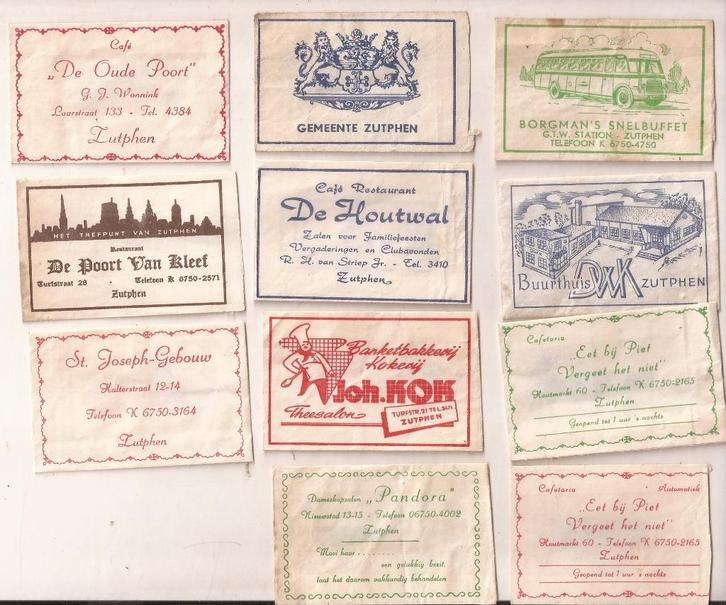 Café
„De Oude Poort"
G. J. Wonnink
Laarstraat 133 - Tel. 4384
Zutphen
GEMEENTE ZUTPHEN
BORGMAN'S SNELBUFFET
G.T.W. STATION - ZUTPHEN
TELEFOON K 6750-4750
HET TREFPUNT VAN ZUTPHEN
Restaurant
De Poort Van Kleef
Turfstraat 28 - Telefoon K 6750-2571
Zutphen
Café Restaurant
De Houtwal
Zalen voor Familiefeesten
Vergaderingen en Clubavonden
R. H. van Striep Jr. - Tel. 3410
Zutphen
Buurthuis DWK ZUTPHEN
St. Joseph-Gebouw
Halterstraat 12-14
Telefoon K 6750-3164
Zutphen
Banketbakkerij
Kokerij
Joh. KOK
Theesalon
TURFSTR. 21 TEL.
ZUTPHEN
Cafetaria
„Eet bij Piet
Vergeet het niet"
Houtmarkt 60 - Telefoon K 6750-2165
Zutphen
Geopend tot 1 uur 's nachts
Dameskapsalon „Pandora"
Nieuwstad 13-15 - Telefoon 06750-4002
Zutphen
Mooi haar ........
een gelukkig bezit.
laat het daarom vakkundig behandelen
Cafetaria Automatiek
„Eet bij Piet
Vergeet het niet"
Houtmarkt 60 - Telefoon K 6750-2165
Zutphen
Geopend tot 1 uur 's nachts